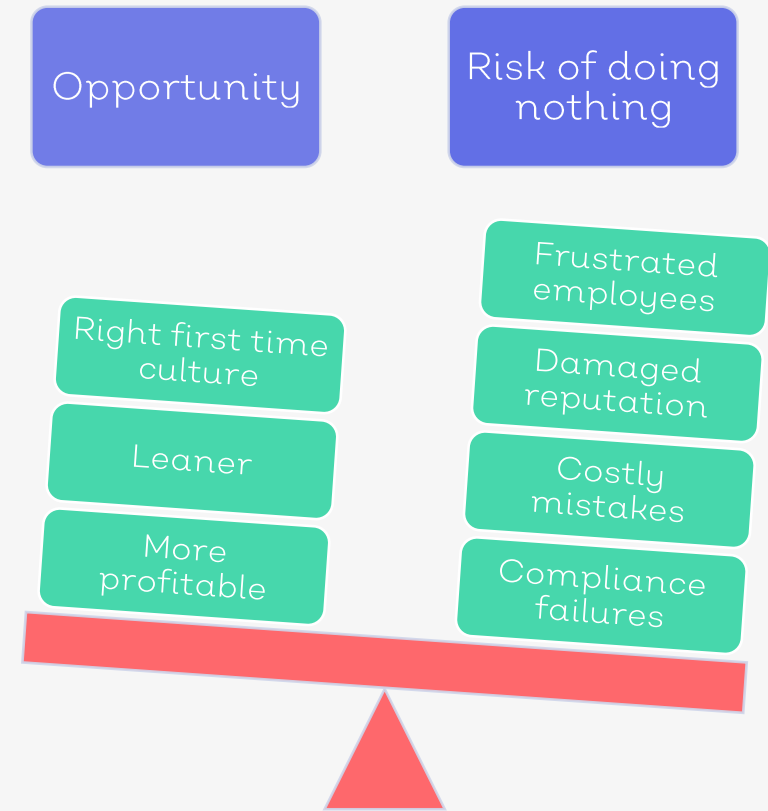 Opportunity
Risk of doing
nothing
Right first time
culture
Leaner
More
profitable
Frustrated
employees
Damaged
reputation
Costly
mistakes
Compliance
failures